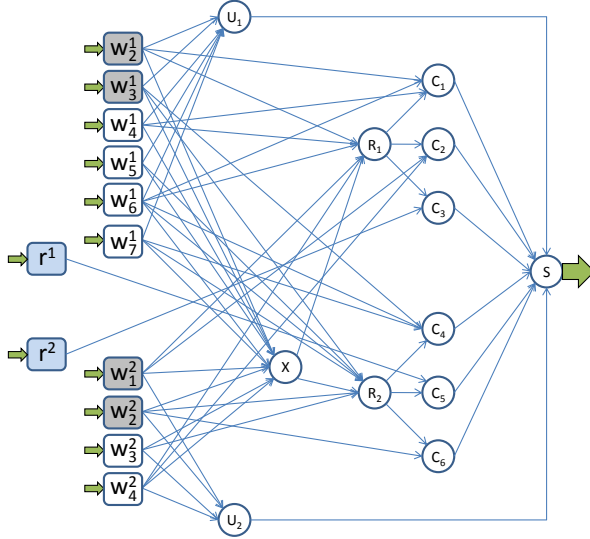 U₁
w¹₂
w¹₃
C₁
w¹₄
R₁
C₂
w¹₅
w¹₆
C₃
w¹₇
r¹
S
C₄
r²
X
w²₁
R₂
C₅
w²₂
w²₃
C₆
w²₄
U₂